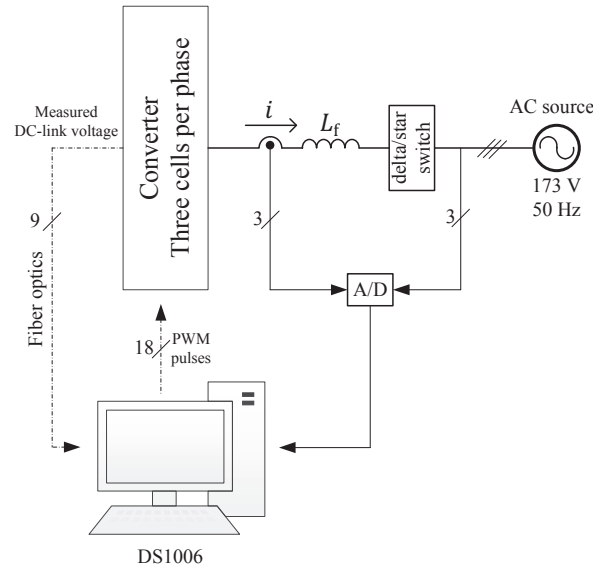 Measured
DC-link voltage
Converter
Three cells per phase
i
Lf
delta/star
switch
AC source
173 V
50 Hz
9
Fiber optics
3
3
A/D
18
PWM
pulses
DS1006